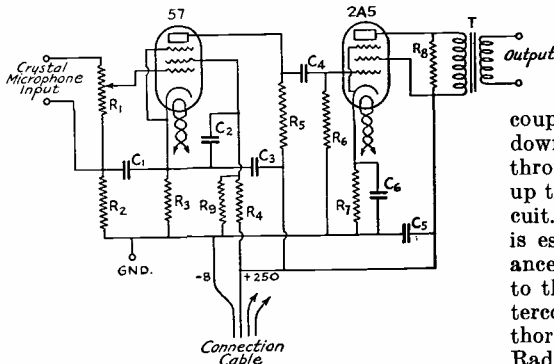 57
2A5
T
Crystal
Microphone
Input
R1
C2
C4
R5
R6
R8
Output
C1
C3
R2
R3
R9
R4
R7
C6
C5
GND.
-B
+250
Connection
Cable
coup
down
thro
up t
cuit.
is es
ance
to th
terco
thor
Rad